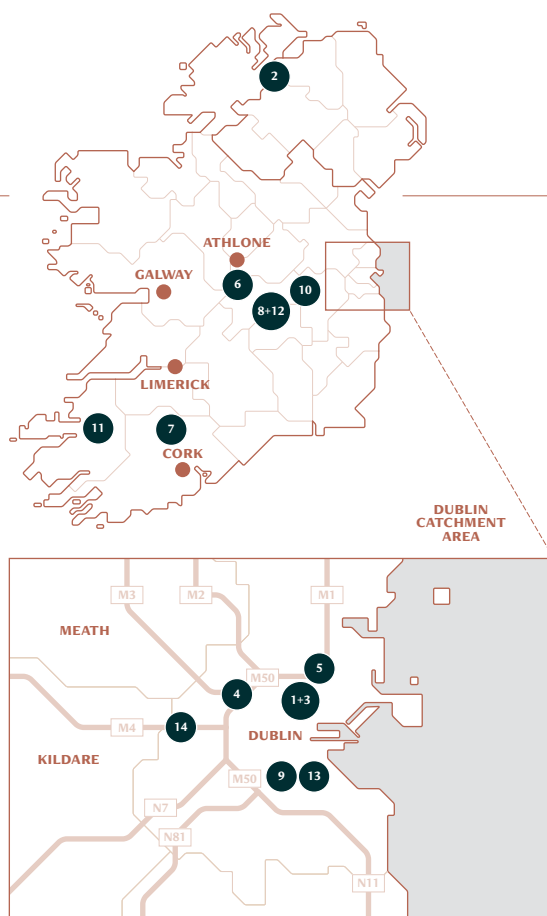 2
ATHLONE
GALWAY
6
10
8+12
LIMERICK
11
7
CORK
DUBLIN
CATCHMENT
AREA
M3
M2
M1
MEATH
5
M50
4
1+3
14
M4
DUBLIN
KILDARE
M50
9
13
N7
N81
N11